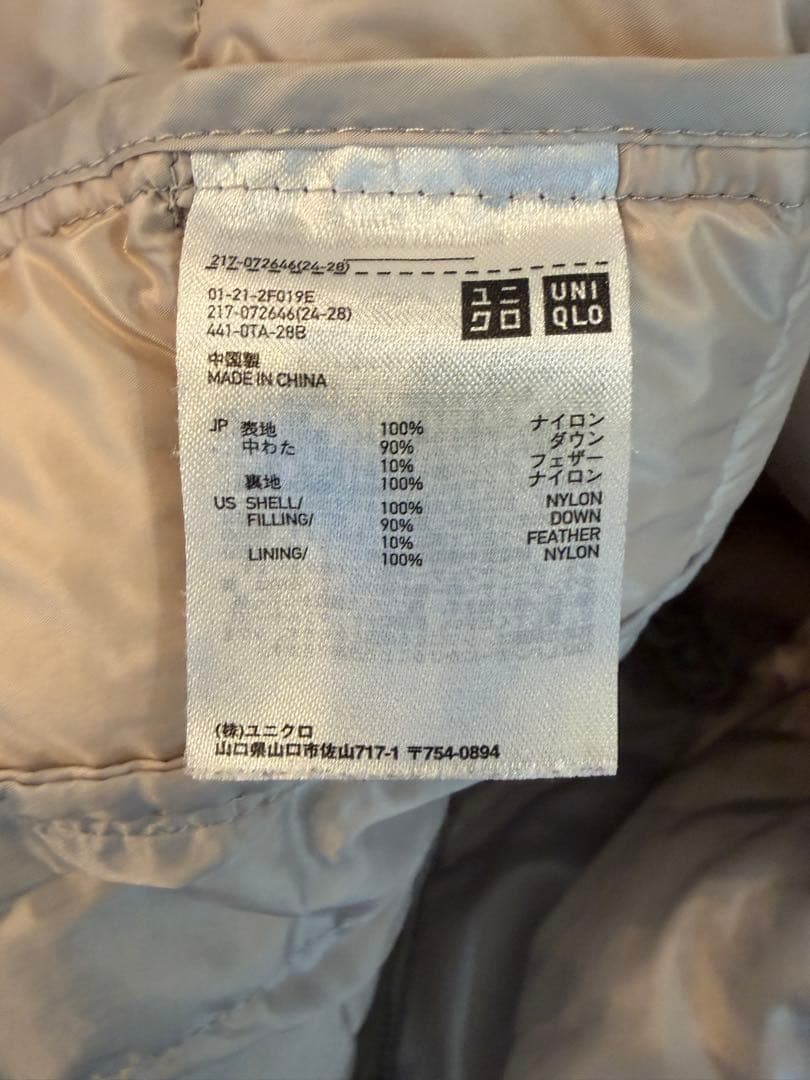 217-072646(24-28)
01-21-2F019E
217-072646(24-28)
441-0TA-28B
ユニ
クロ
UNI
QLO
中国製
MADE IN CHINA
JP 表地 100% ナイロン
中わた 90% ダウン
10% フェザー
裏地 100% ナイロン
US SHELL/ 100% NYLON
FILLING/ 90% DOWN
10% FEATHER
LINING/ 100% NYLON
(株)ユニクロ
山口県山口市佐山717-1 〒754-0894